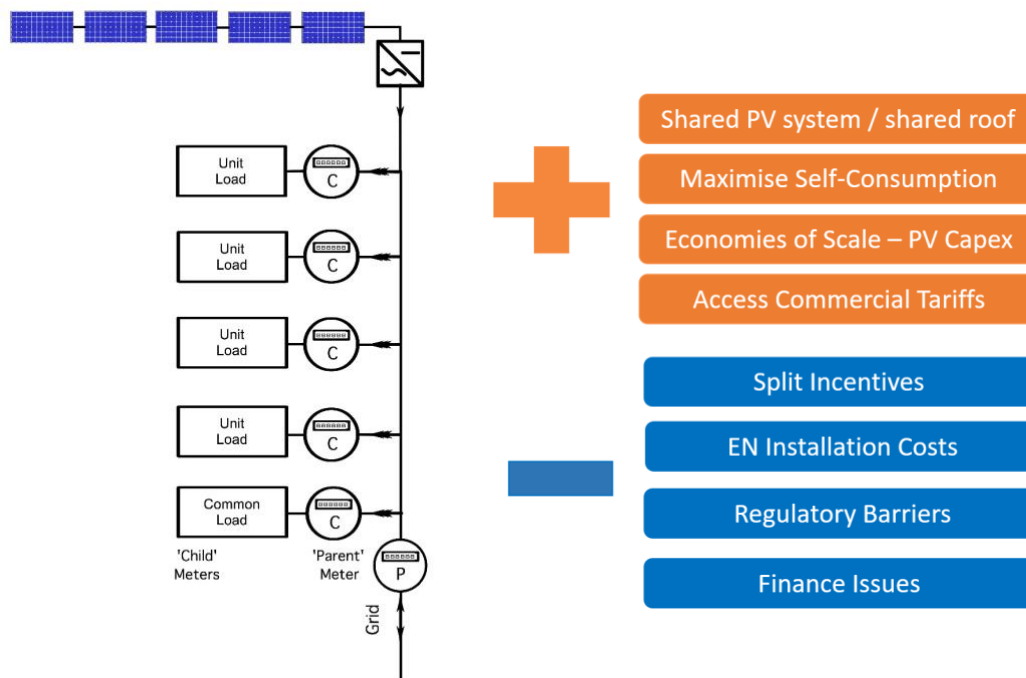 Unit
Load
C
Unit
Load
C
Unit
Load
C
Unit
Load
C
Common
Load
C
'Child'
Meters
'Parent'
Meter
P
Grid
Shared PV system / shared roof
Maximise Self-Consumption
Economies of Scale – PV Capex
Access Commercial Tariffs
Split Incentives
EN Installation Costs
Regulatory Barriers
Finance Issues